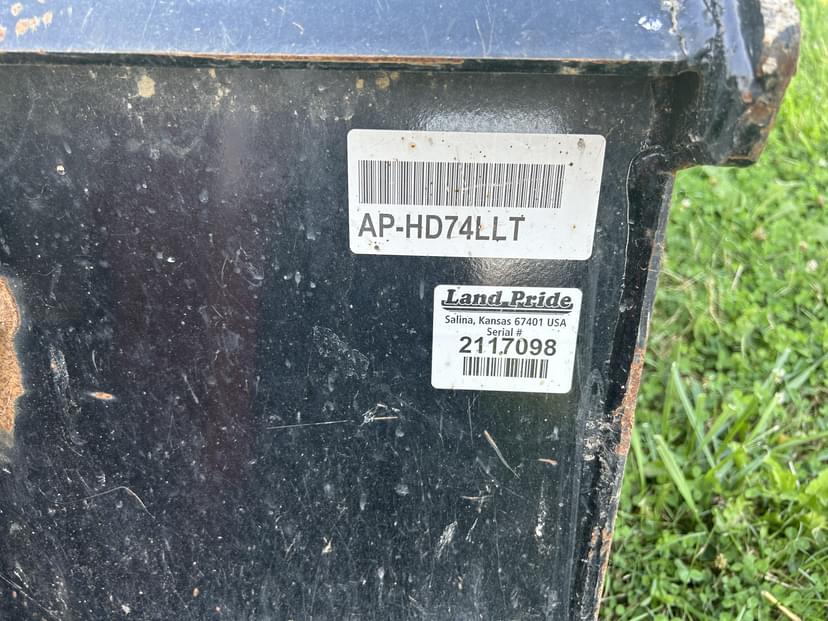 AP-HD74LLT
Land Pride
Salina, Kansas 67401 USA
Serial #
2117098